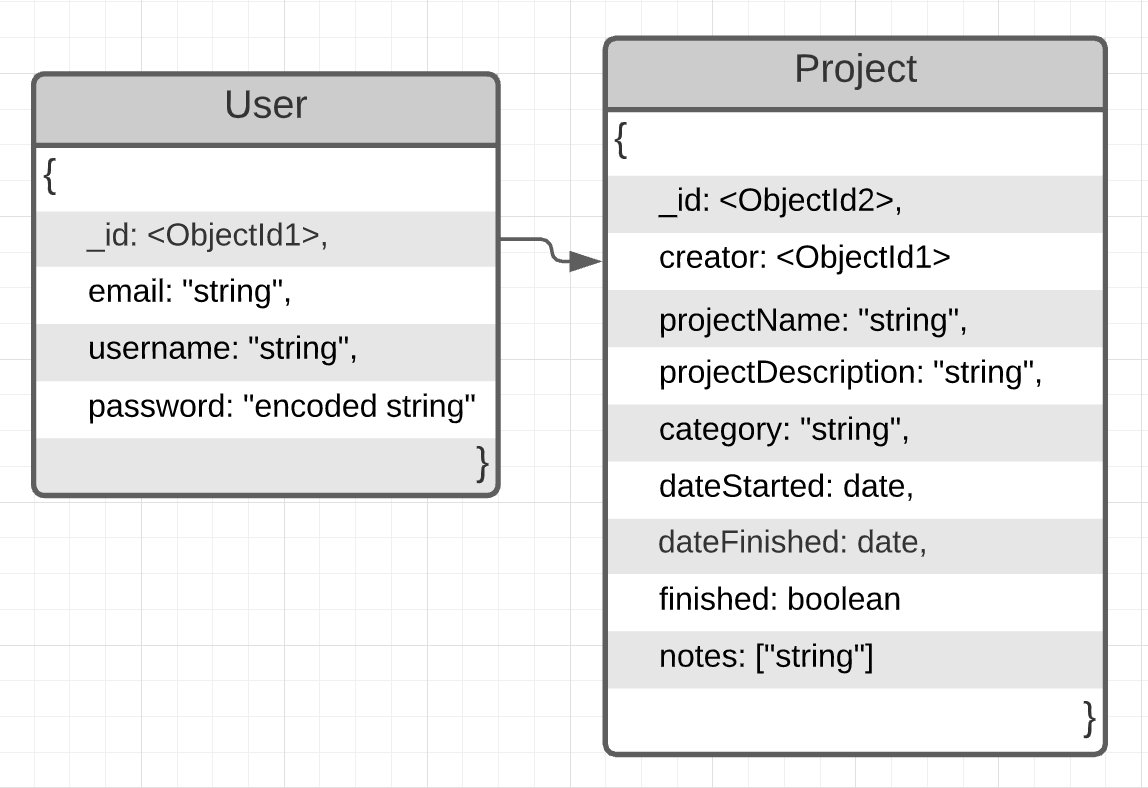 User
{
_id: <ObjectId1>,
email: "string",
username: "string",
password: "encoded string"
}
Project
{
_id: <ObjectId2>,
creator: <ObjectId1>
projectName: "string",
projectDescription: "string",
category: "string",
dateStarted: date,
dateFinished: date,
finished: boolean
notes: ["string"]
}